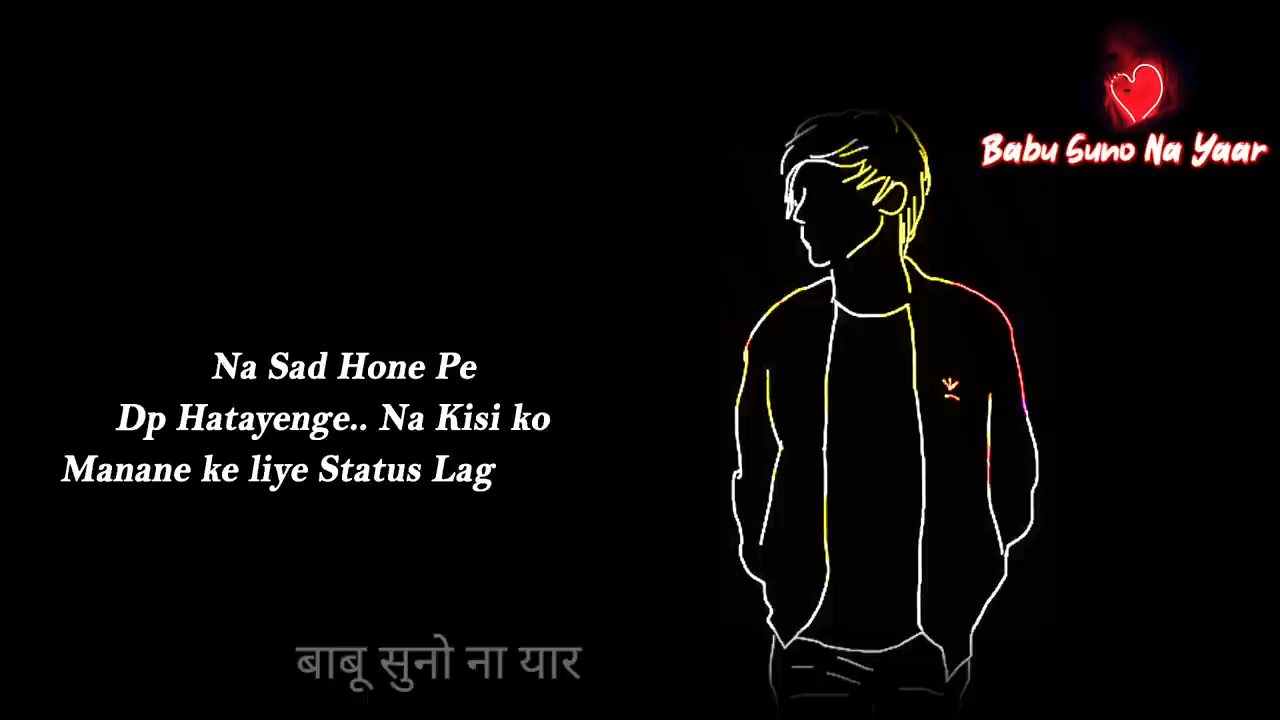 Babu Suno Na Yaar
Na Sad Hone Pe
Dp Hatayenge.. Na Kisi ko
Manane ke liye Status Lag
बाबू सुनो ना यार